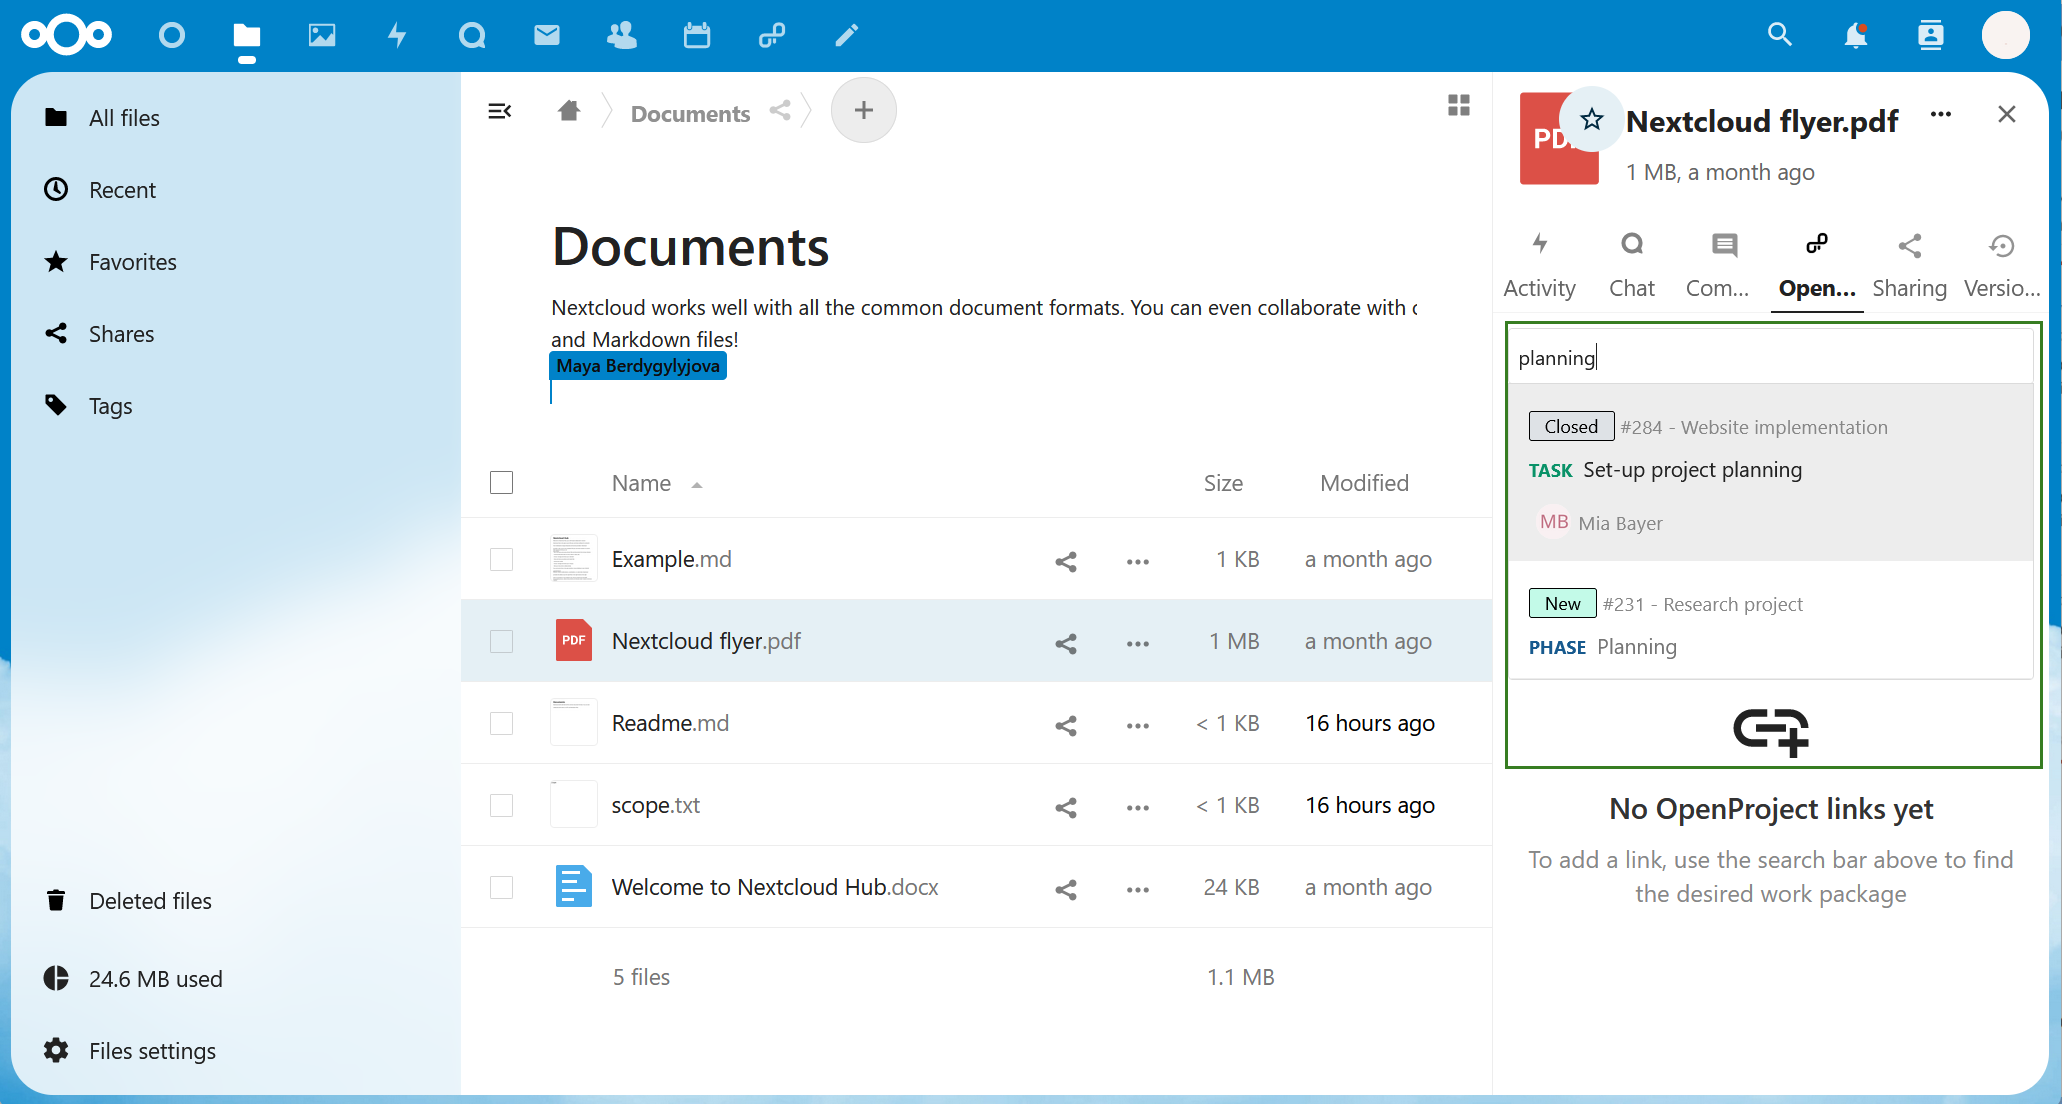 All files
Recent
Favorites
Shares
Tags
Deleted files
24.6 MB used
Files settings
Documents
Documents
Nextcloud works well with all the common document formats. You can even collaborate with
and Markdown files!
Maya Berdygylyjova
Name Size Modified
Example.md 1 KB a month ago
PDF Nextcloud flyer.pdf 1 MB a month ago
Readme.md < 1 KB 16 hours ago
scope.txt < 1 KB 16 hours ago
Welcome to Nextcloud Hub.docx 24 KB a month ago
5 files 1.1 MB
Nextcloud flyer.pdf
1 MB, a month ago
Activity Chat Com... Open... Sharing Versio...
planning
Closed #284 - Website implementation
TASK Set-up project planning
MB Mia Bayer
New #231 - Research project
PHASE Planning
No OpenProject links yet
To add a link, use the search bar above to find
the desired work package